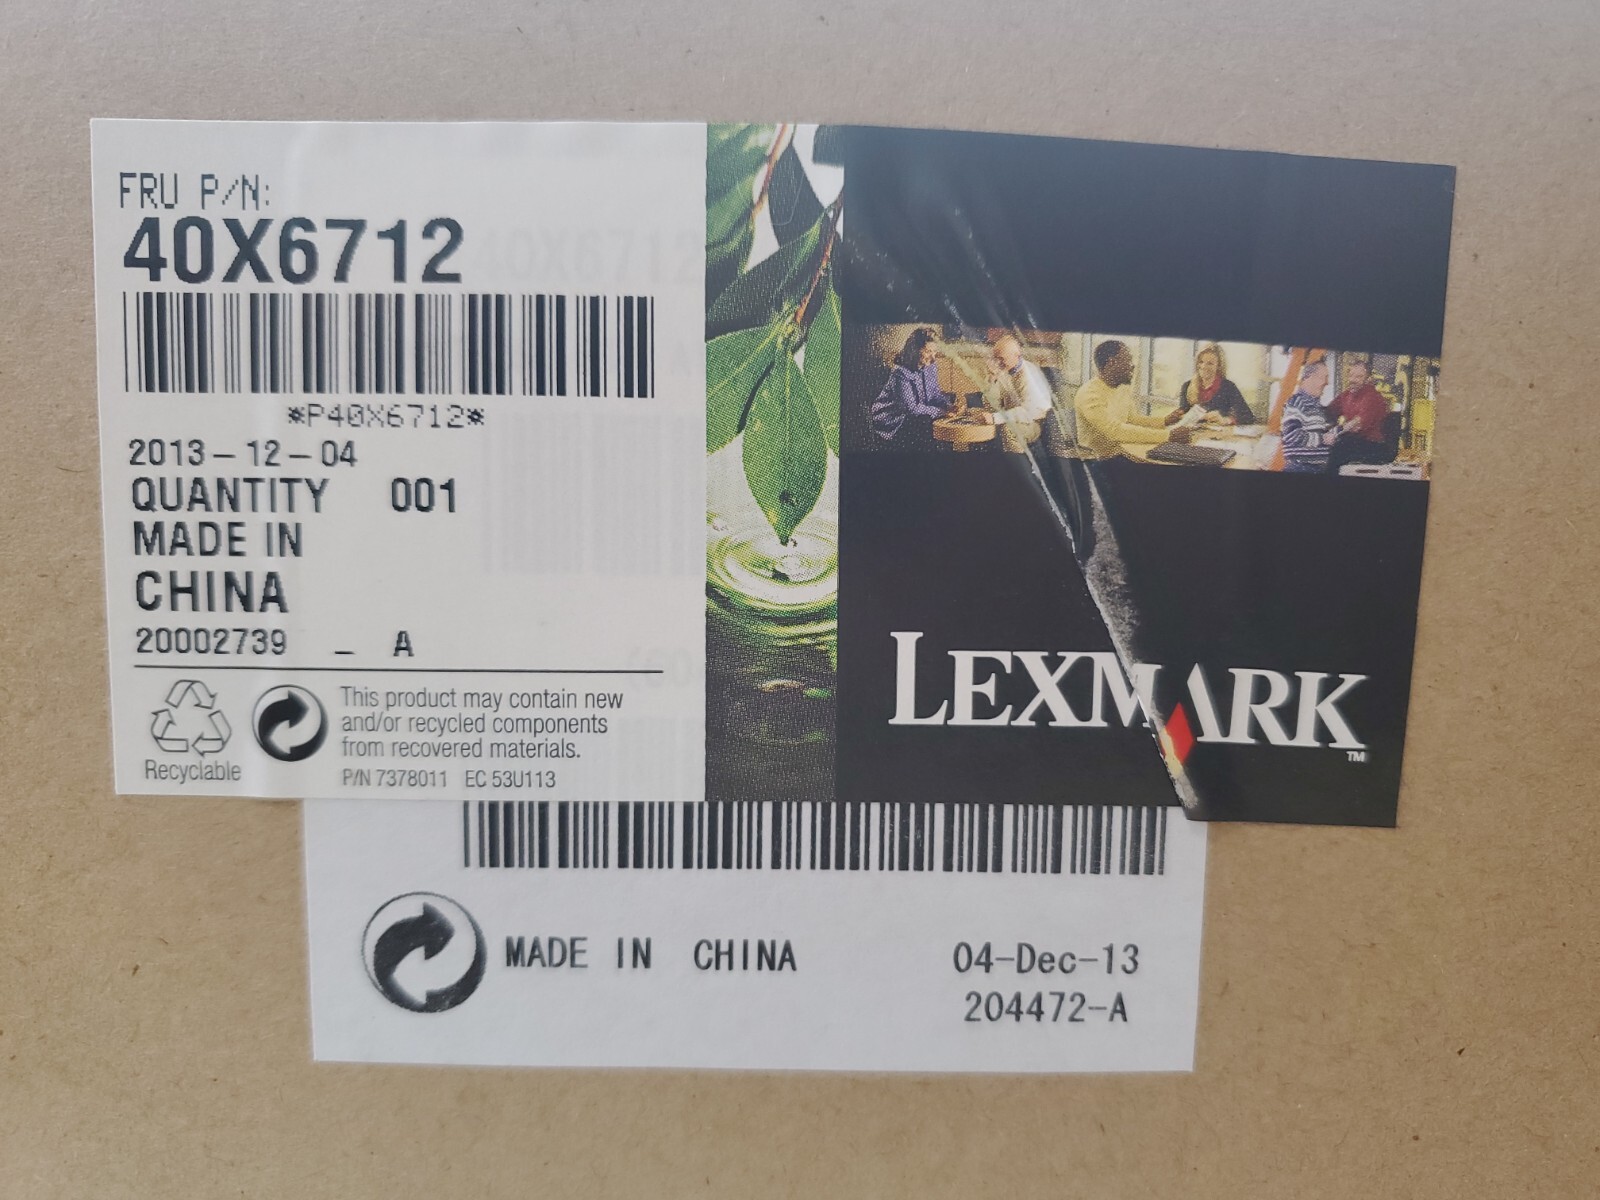 FRU P/N:
40X6712
*P40X6712*
2013-12-04
QUANTITY 001
MADE IN
CHINA
20002739 _ A
Recyclable
This product may contain new
and/or recycled components
from recovered materials.
P/N 7378011 EC 53U113
LEXMARK
TM
MADE IN CHINA
04-Dec-13
204472-A